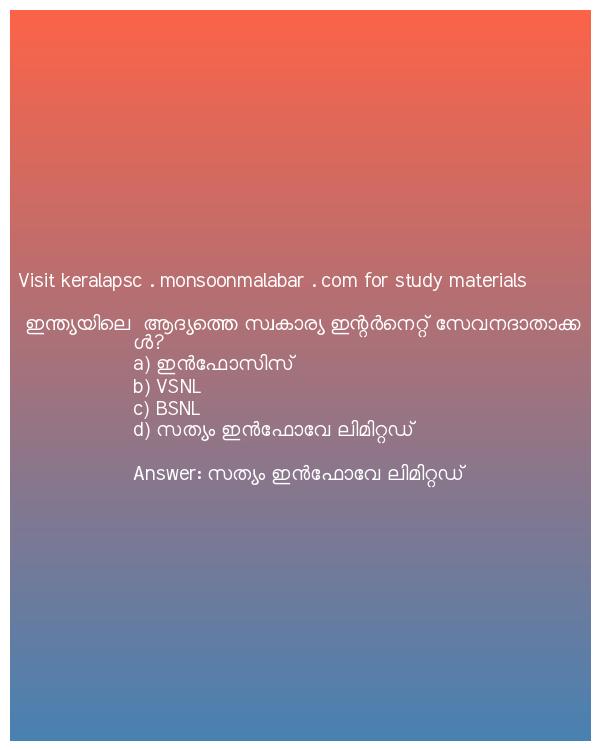 Visit keralapsc . monsoonmalabar . com for study materials
ഇന്ത്യയിലെ  ആദ്യത്തെ സ്വകാര്യ ഇന്റർനെറ്റ് സേവനദാതാക്ക
ൾ?
a) ഇൻഫോസിസ്
b) VSNL
c) BSNL
d) സത്യം ഇൻഫോവേ ലിമിറ്റഡ്
Answer: സത്യം ഇൻഫോവേ ലിമിറ്റഡ്